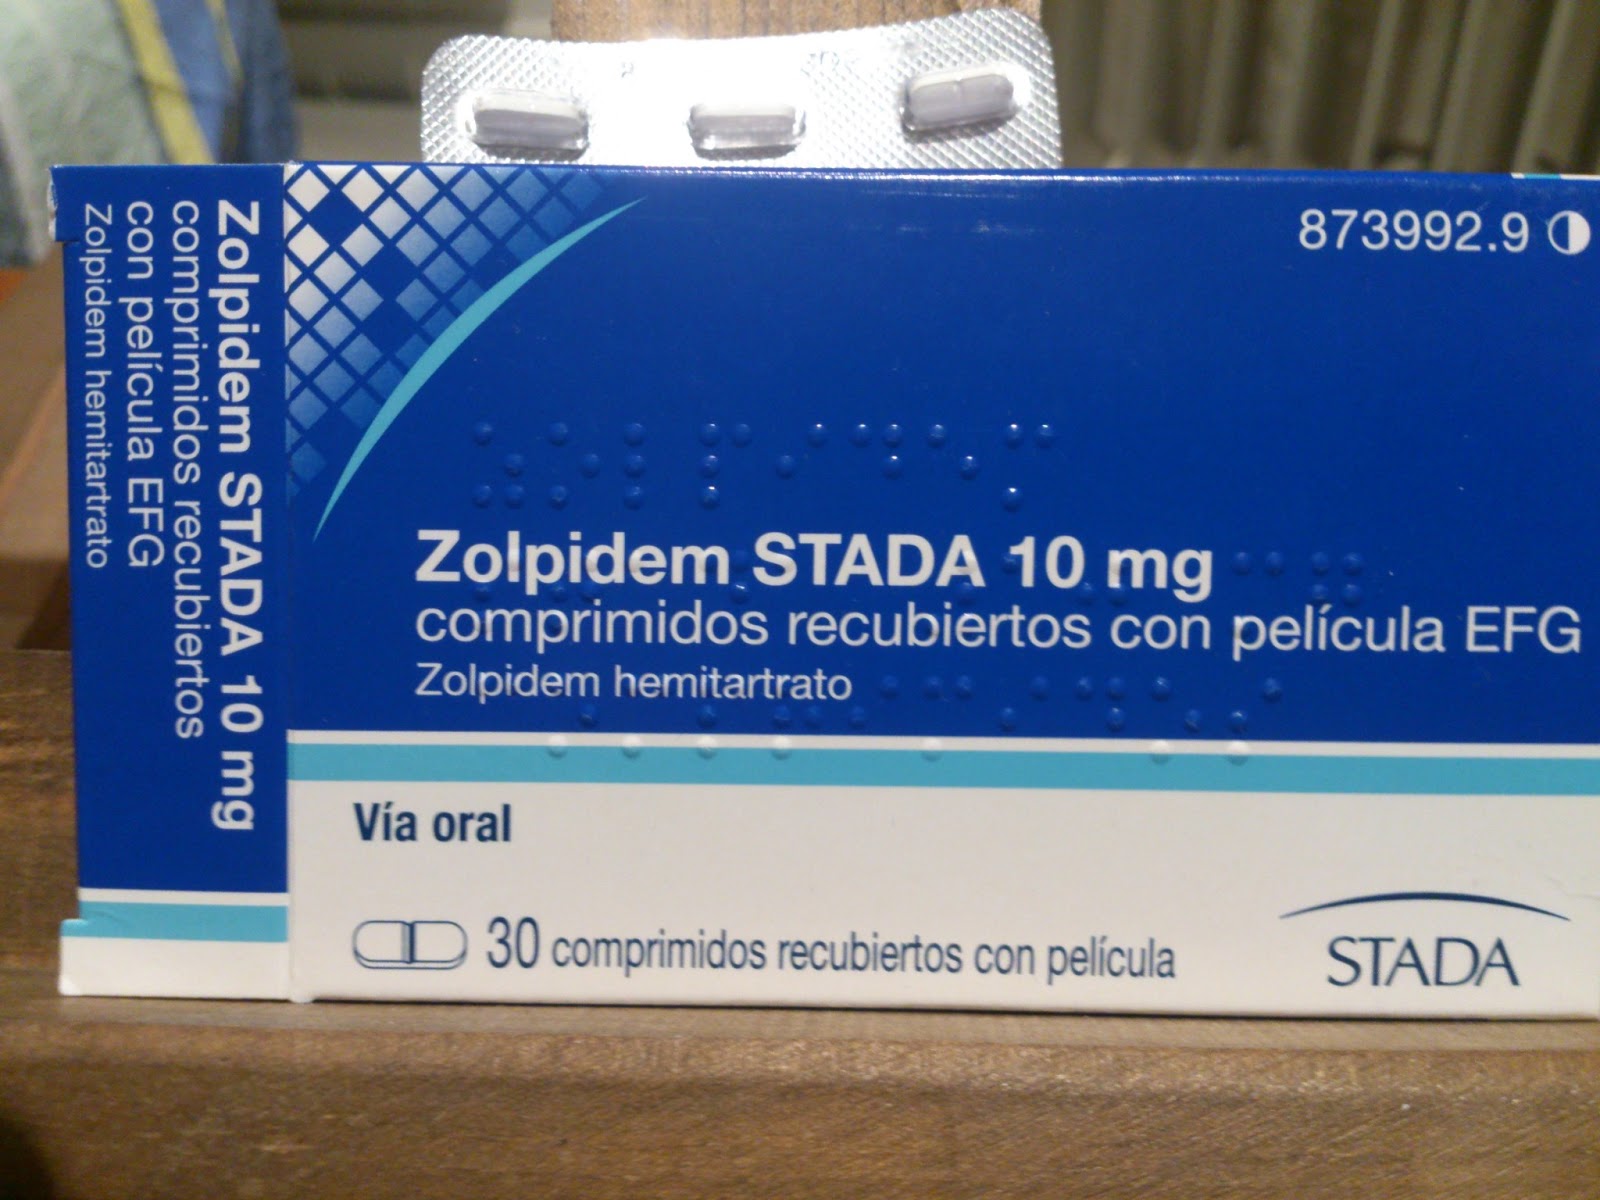 873992.9
Zolpidem STADA 10 mg
comprimidos recubiertos con película EFG
Zolpidem hemitartrato
Vía oral
30 comprimidos recubiertos con película
STADA
Zolpidem STADA 10 mg
comprimidos recubiertos
con película EFG
Zolpidem hemitartrato